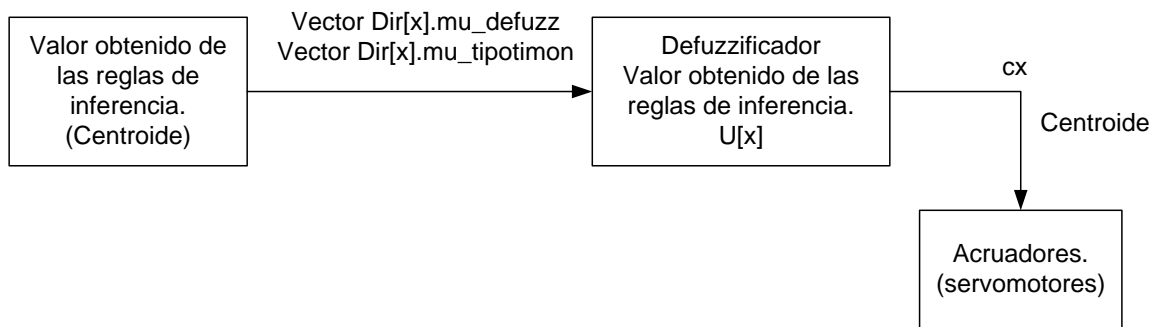 Valor obtenido de
las reglas de
inferencia.
(Centroide)
Vector Dir[x].mu_defuzz
Vector Dir[x].mu_tipotimon
Defuzzificador
Valor obtenido de las
reglas de inferencia.
U[x]
cx
Centroide
Acruadores.
(servomotores)